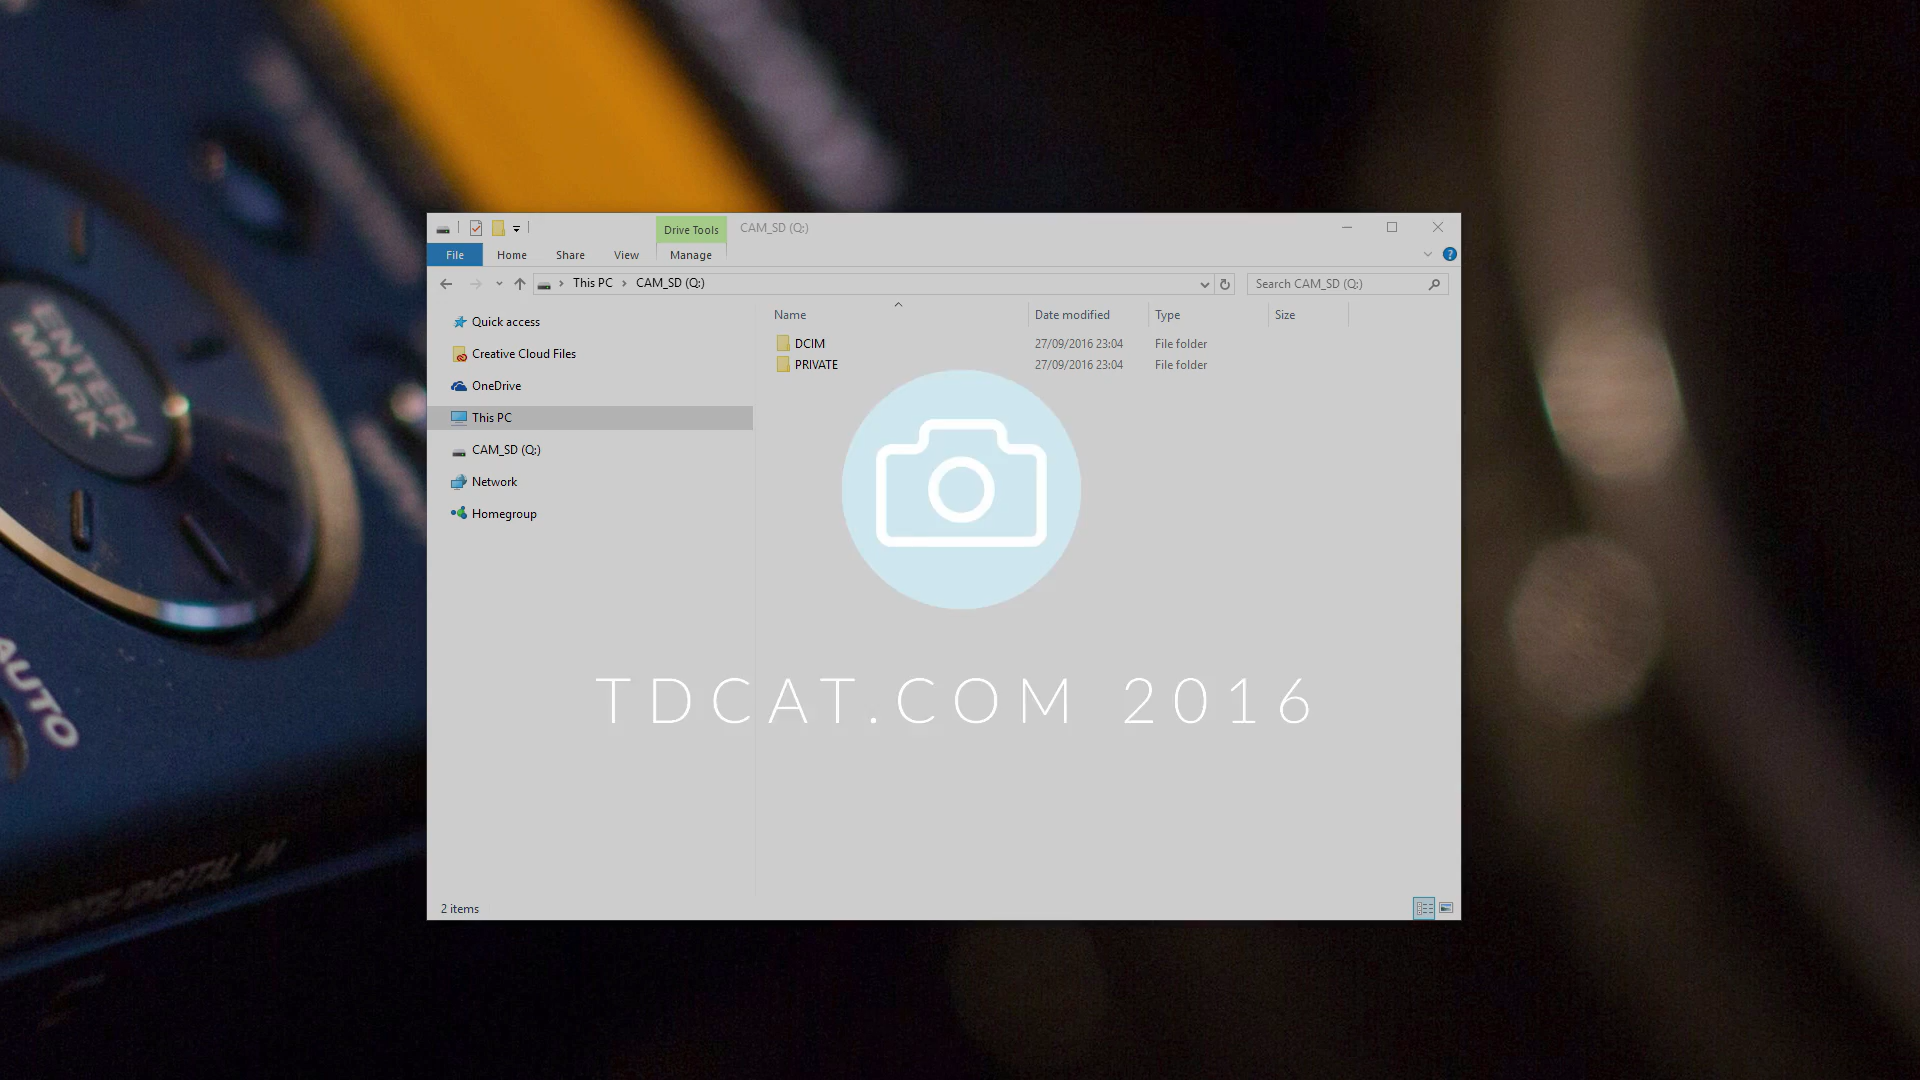 Drive Tools
CAM_SD (Q:)
File
Home
Share
View
Manage
This PC
CAM_SD (Q:)
Search CAM_SD (Q:)
Quick access
Creative Cloud Files
OneDrive
This PC
CAM_SD (Q:)
Network
Homegroup
Name Date modified Type Size
DCIM 27/09/2016 23:04 File folder
PRIVATE 27/09/2016 23:04 File folder
TDCAT.COM 2016
2 items
ENTER/
MARK
AUTO
DIGITAL IN